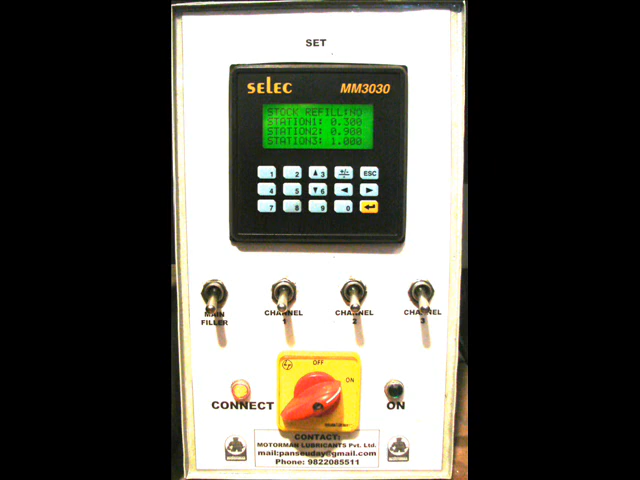 SET
SELEC MM3030
STOCK REFILL:NO
STATION1: 0.300
STATION2: 0.900
STATION3: 1.000
1 2 ▲3 +/- ESC
4 5 ▼6 ◄ ►
7 8 9 0 ↵
MAIN FILLER
CHANNEL 1
CHANNEL 2
CHANNEL 3
OFF
ON
CONNECT
ON
CONTACT:
MOTORMAN LUBRICANTS Pvt. Ltd.
mail:panseuday@gmail.com
Phone: 9822085511